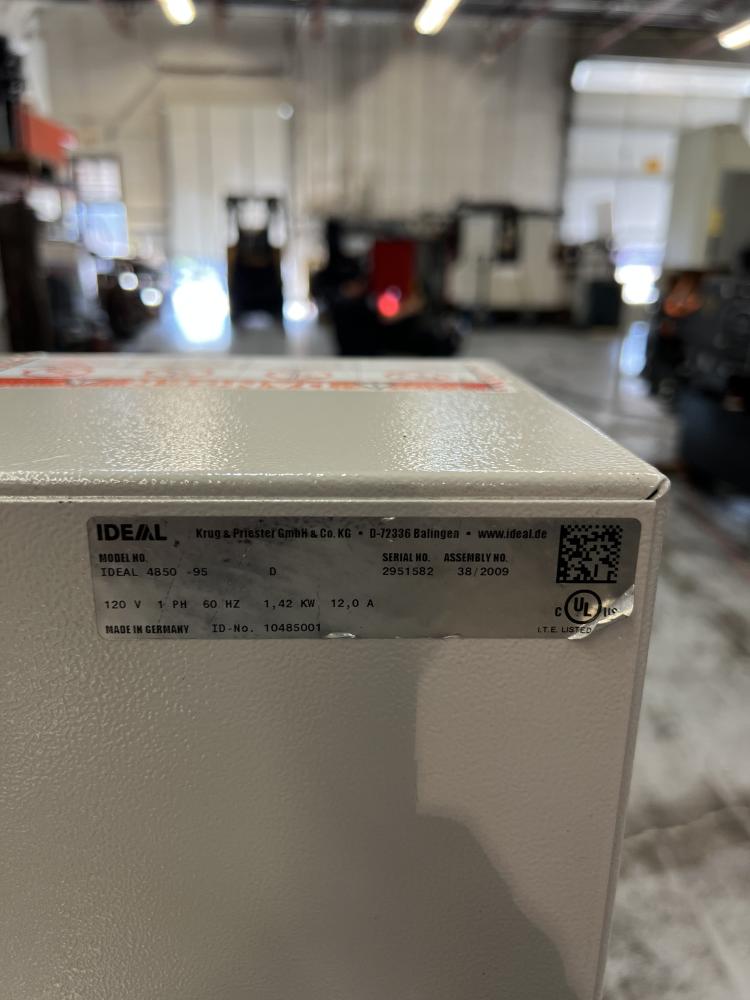 IDEAL Krug & Priester GmbH & Co. KG • D-72336 Balingen • www.ideal.de
MODEL NO. SERIAL NO. ASSEMBLY NO.
IDEAL 4850 -95 D 2951582 38/2009
120 V 1 PH 60 HZ 1,42 KW 12,0 A
C UL US
MADE IN GERMANY ID-No. 10485001 I.T.E. LISTED